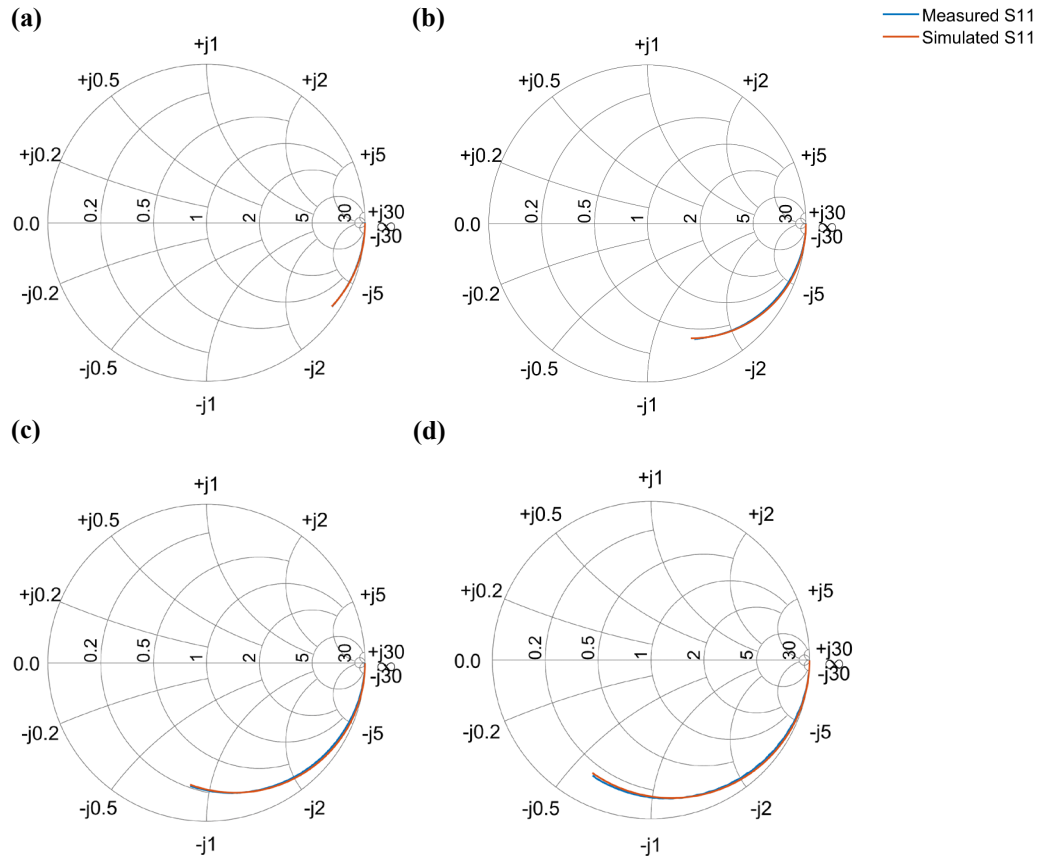 (a)
(b)
Measured S11
Simulated S11
+j1
+j0.5
+j2
+j0.2
+j5
0.0
0.2
0.5
1
2
5
30
+j30
∞
-j30
-j0.2
-j5
-j0.5
-j2
-j1
+j1
+j0.5
+j2
+j0.2
+j5
0.0
0.2
0.5
1
2
5
30
+j30
∞
-j30
-j0.2
-j5
-j0.5
-j2
-j1
(c)
(d)
+j1
+j0.5
+j2
+j0.2
+j5
0.0
0.2
0.5
1
2
5
30
+j30
∞
-j30
-j0.2
-j5
-j0.5
-j2
-j1
+j1
+j0.5
+j2
+j0.2
+j5
0.0
0.2
0.5
1
2
5
30
+j30
∞
-j30
-j0.2
-j5
-j0.5
-j2
-j1